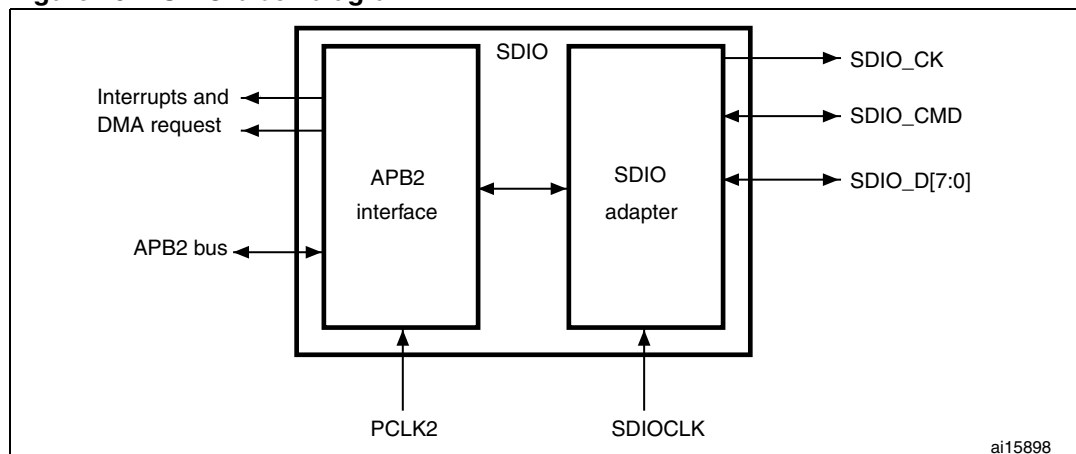 SDIO
SDIO_CK
Interrupts and
DMA request
SDIO_CMD
APB2
interface
SDIO
adapter
SDIO_D[7:0]
APB2 bus
PCLK2
SDIOCLK
ai15898